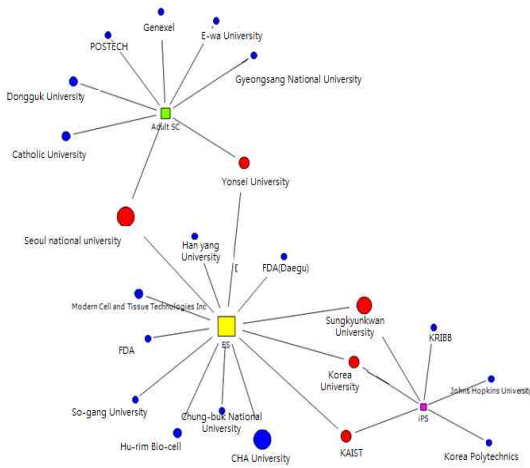 Genexel
E-wa University
POSTECH
Gyeongsang National University
Dongguk University
Adult SC
Catholic University
Yonsei University
Seoul national university
Han yang
University
FDA(Daegu)
Modern Cell and Tissue Technologies Inc
Sungkyunkwan
University
KRIBB
FDA
ES
Korea
University
Johns Hopkins University
iPS
So-gang University
Chung-buk National
University
Hu-rim Bio-cell
CHA University
KAIST
Korea Polytechnics